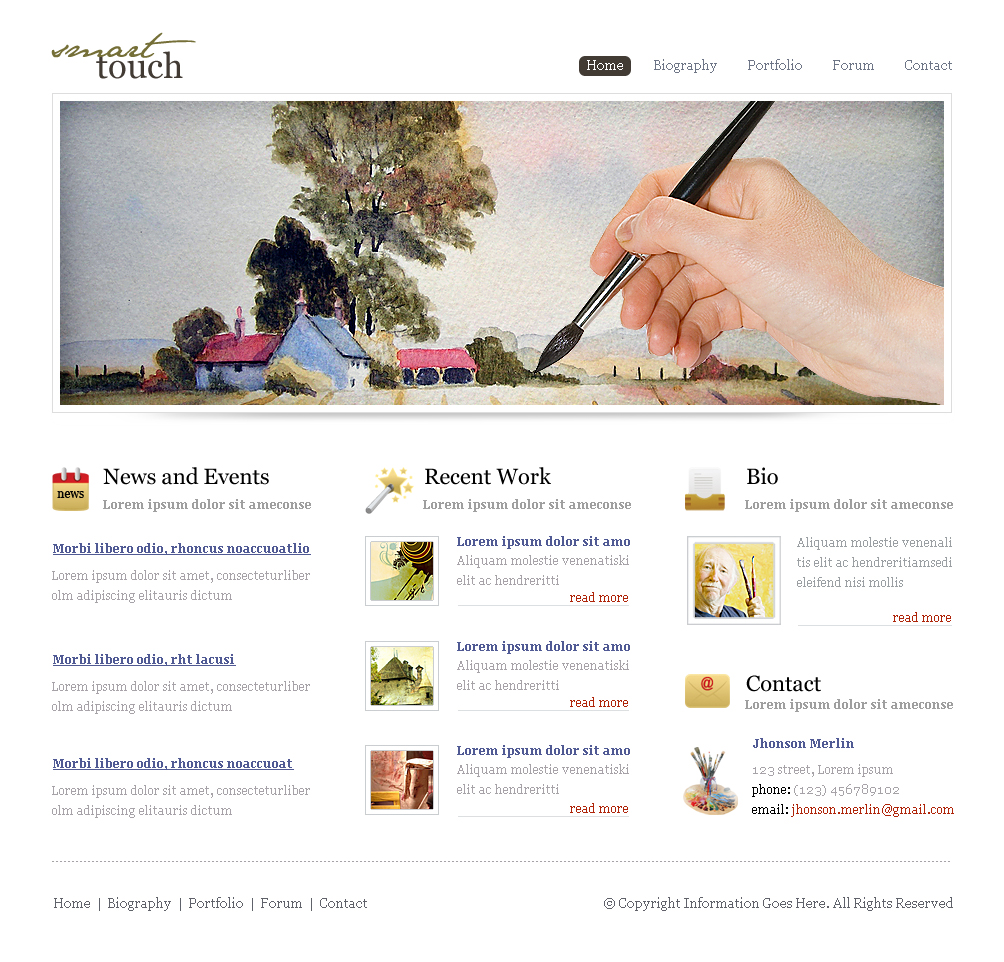 smart
touch
Home Biography Portfolio Forum Contact
news
News and Events
Lorem ipsum dolor sit ameconse
Morbi libero odio, rhoncus noaccuoatlio
Lorem ipsum dolor sit amet, consecteturliber
olm adipiscing elitauris dictum
Morbi libero odio, rht lacusi
Lorem ipsum dolor sit amet, consecteturliber
olm adipiscing elitauris dictum
Morbi libero odio, rhoncus noaccuoat
Lorem ipsum dolor sit amet, consecteturliber
olm adipiscing elitauris dictum
Recent Work
Lorem ipsum dolor sit ameconse
Lorem ipsum dolor sit amo
Aliquam molestie venenatiski
elit ac hendreritti
read more
Lorem ipsum dolor sit amo
Aliquam molestie venenatiski
elit ac hendreritti
read more
Lorem ipsum dolor sit amo
Aliquam molestie venenatiski
elit ac hendreritti
read more
Bio
Lorem ipsum dolor sit ameconse
Aliquam molestie venenali
tis elit ac hendreritiamsedi
eleifend nisi mollis
read more
@
Contact
Lorem ipsum dolor sit ameconse
Jhonson Merlin
123 street, Lorem ipsum
phone: (123) 456789102
email: jhonson.merlin@gmail.com
Home | Biography | Portfolio | Forum | Contact
© Copyright Information Goes Here. All Rights Reserved